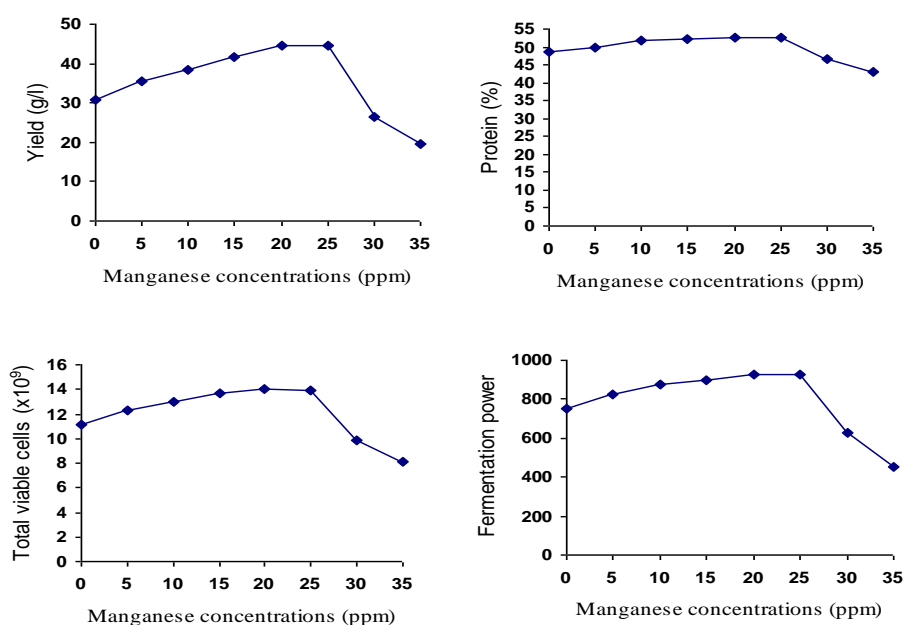 Yield (g/l)
50
40
30
20
10
0
0 5 10 15 20 25 30 35
Manganese concentrations (ppm)
Protein (%)
55
50
45
40
35
30
25
20
15
10
5
0
0 5 10 15 20 25 30 35
Manganese concentrations (ppm)
Total viable cells (x10⁹)
16
14
12
10
8
6
4
2
0
0 5 10 15 20 25 30 35
Manganese concentrations (ppm)
Fermentation power
1000
800
600
400
200
0
0 5 10 15 20 25 30 35
Manganese concentrations (ppm)